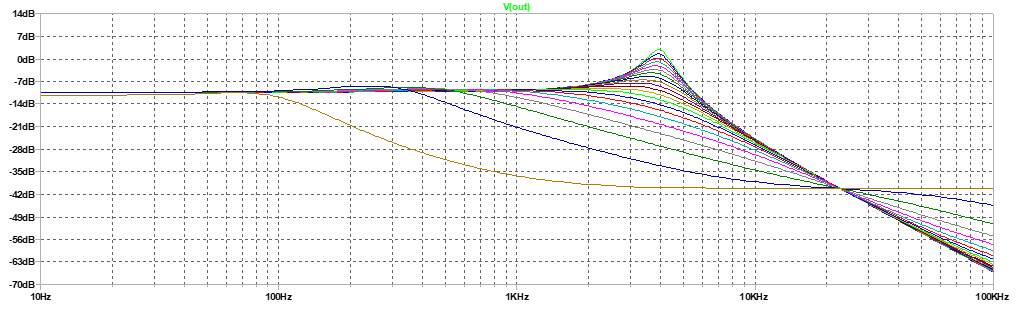 V(out)
14dB
7dB
0dB
-7dB
-14dB
-21dB
-28dB
-35dB
-42dB
-49dB
-56dB
-63dB
-70dB
10Hz 100Hz 1KHz 10KHz 100KHz